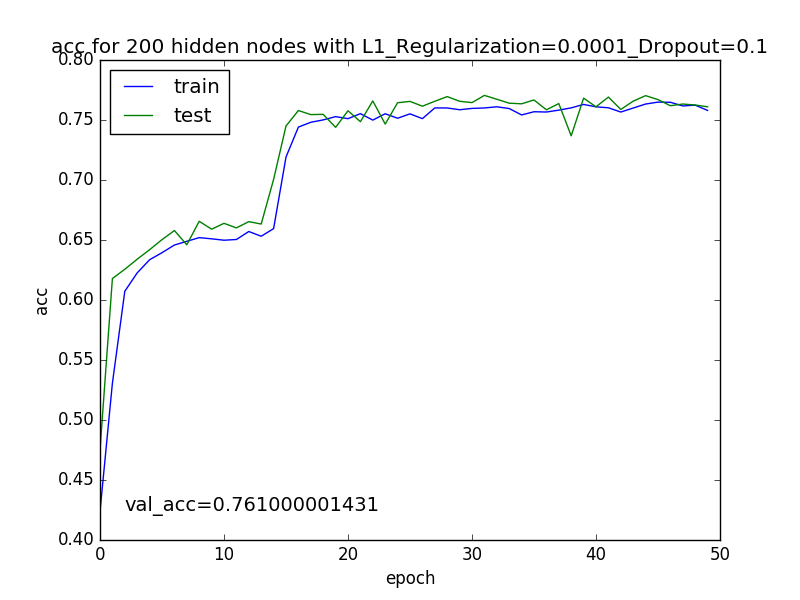 acc for 200 hidden nodes with L1_Regularization=0.0001_Dropout=0.1
0.80
train
test
0.75
0.70
0.65
0.60
acc
0.55
0.50
0.45
val_acc=0.761000001431
0.40
0 10 20 30 40 50
epoch